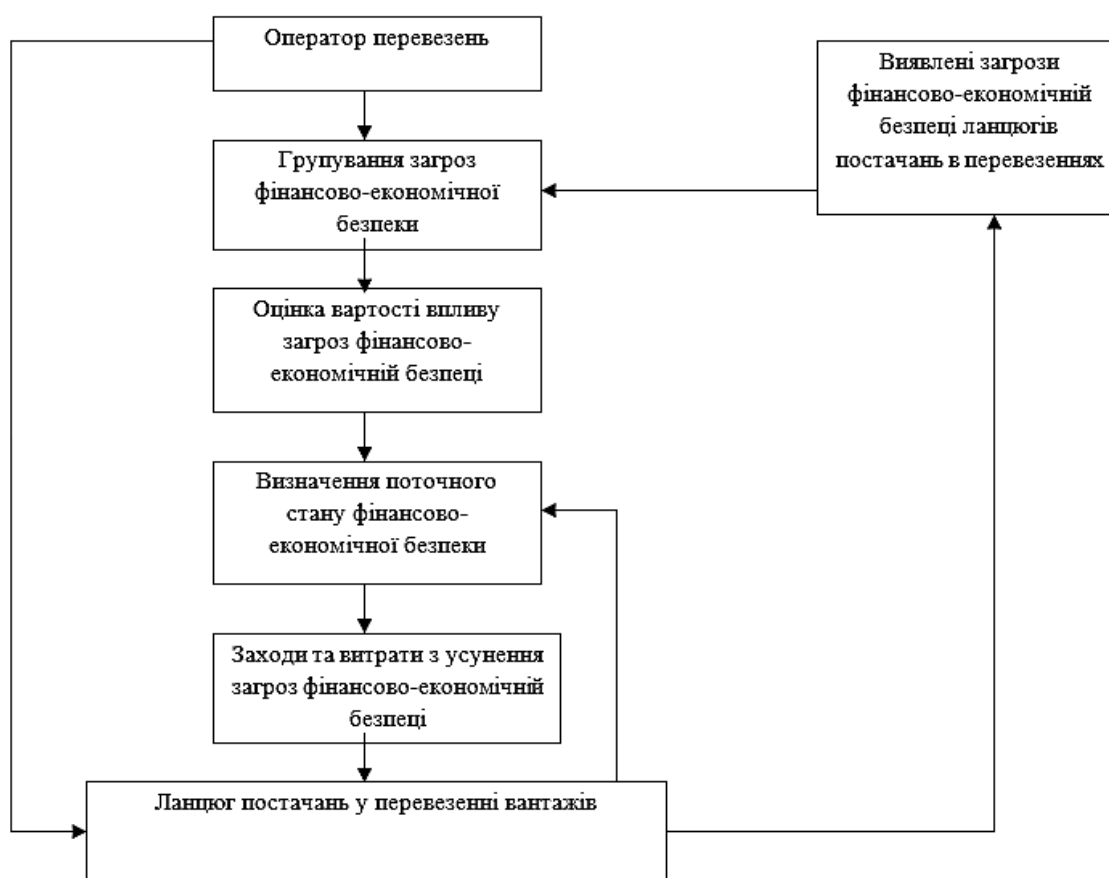 Оператор перевезень
Виявлені загрози
фінансово-економічній
безпеці ланцюгів
постачань в перевезеннях
Групування загроз
фінансово-економічної
безпеки
Оцінка вартості впливу
загроз фінансово-
економічній безпеці
Визначення поточного
стану фінансово-
економічної безпеки
Заходи та витрати з усунення
загроз фінансово-економічній
безпеці
Ланцюг постачань у перевезенні вантажів